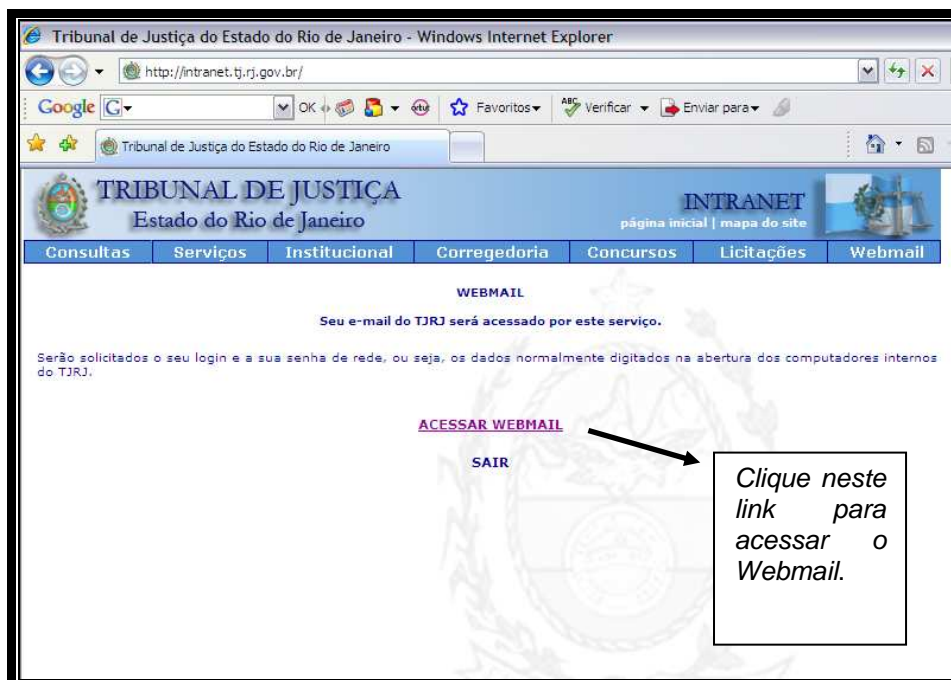 Tribunal de Justiça do Estado do Rio de Janeiro - Windows Internet Explorer
http://intranet.tj.rj.gov.br/
Google G OK Favoritos ABC Verificar Enviar para
Tribunal de Justiça do Estado do Rio de Janeiro
TRIBUNAL DE JUSTIÇA
Estado do Rio de Janeiro
INTRANET
página inicial | mapa do site
Consultas Serviços Institucional Corregedoria Concursos Licitações Webmail
WEBMAIL
Seu e-mail do TJRJ será acessado por este serviço.
Serão solicitados o seu login e a sua senha de rede, ou seja, os dados normalmente digitados na abertura dos computadores internos
do TJRJ.
ACESSAR WEBMAIL
SAIR
Clique neste
link para
acessar o
Webmail.